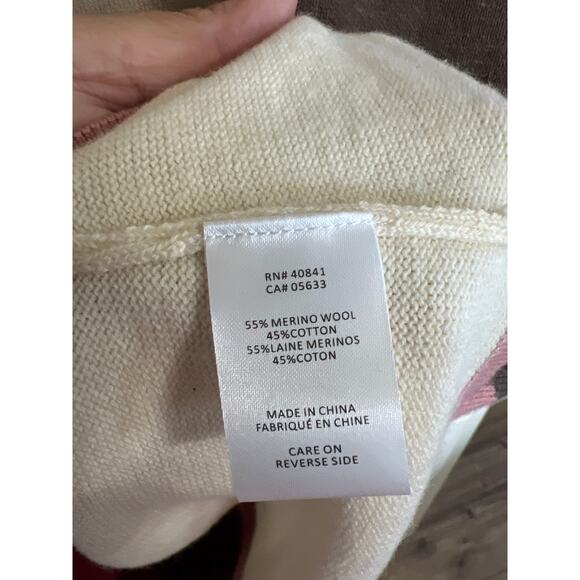 RN# 40841
CA# 05633
55% MERINO WOOL
45%COTTON
55%LAINE MERINOS
45%COTON
MADE IN CHINA
FABRIQUÉ EN CHINE
CARE ON
REVERSE SIDE